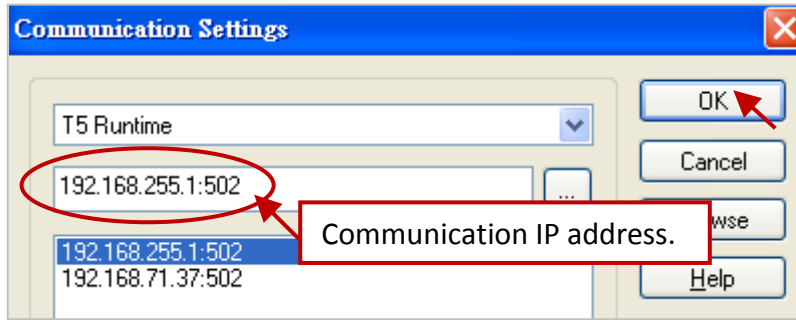 Communication Settings
T5 Runtime
OK
192.168.255.1:502
...
Cancel
Communication IP address.
wse
192.168.255.1:502
192.168.71.37:502
Help